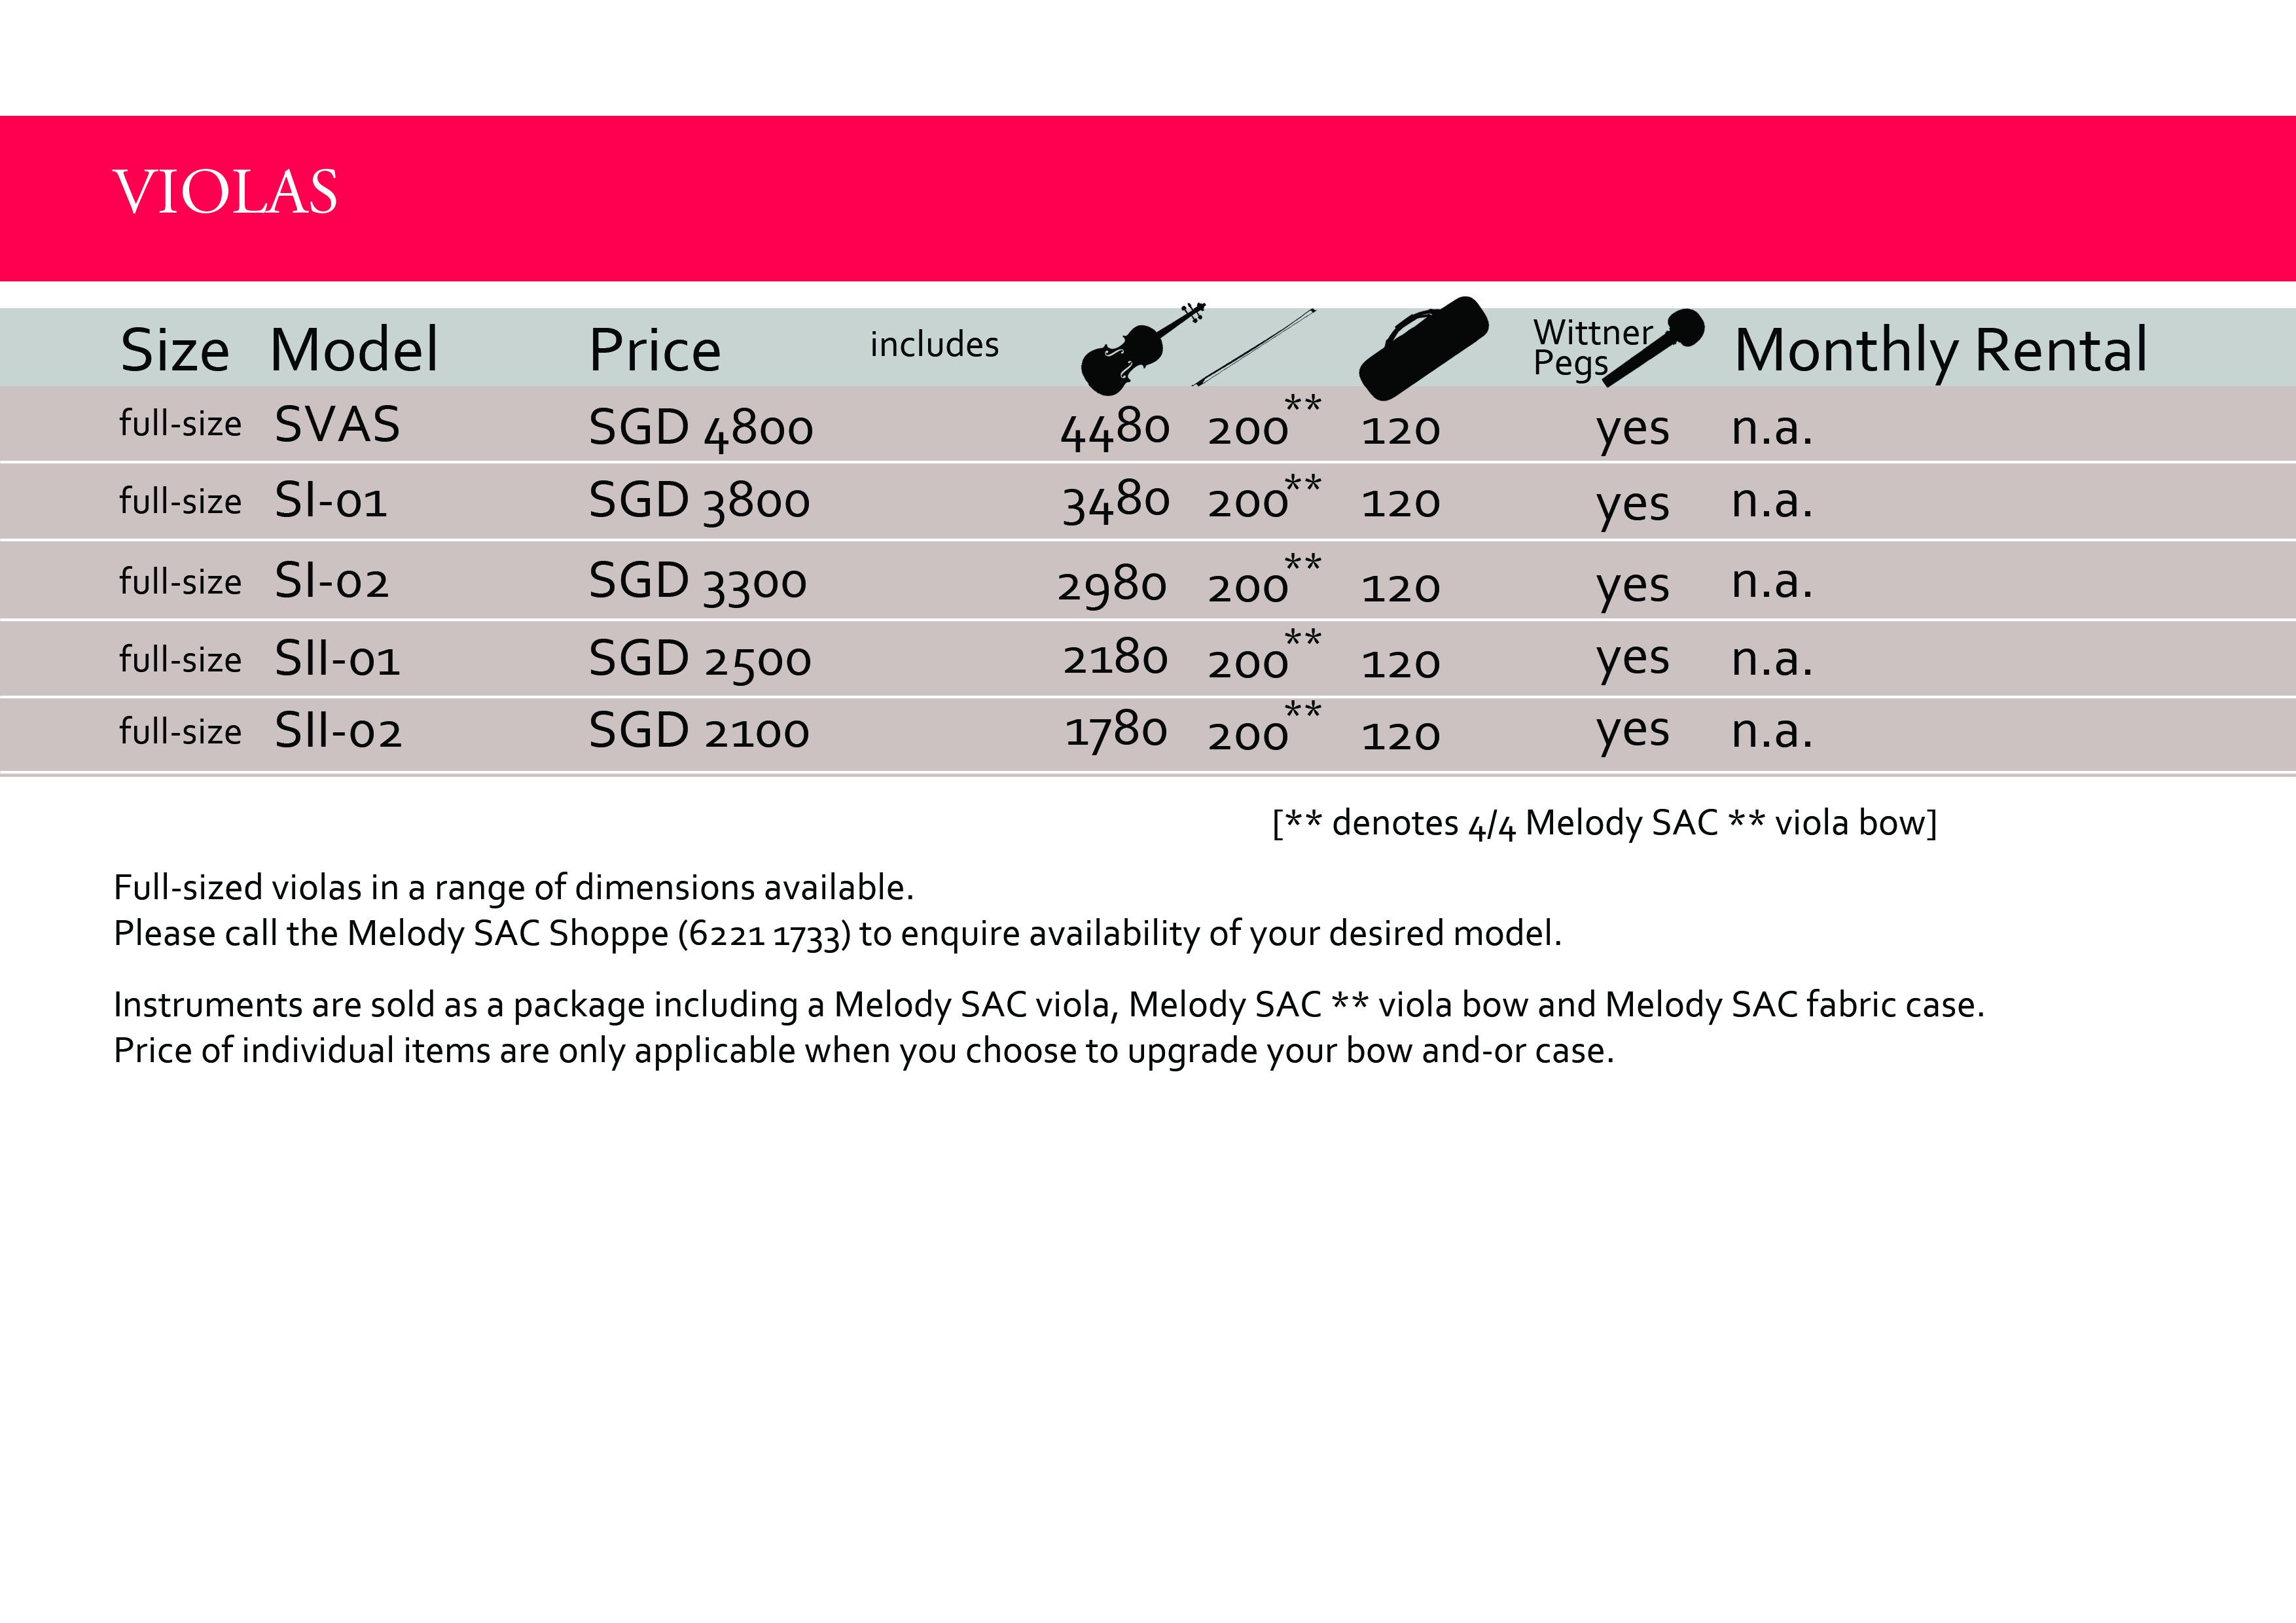 VIOLAS
Size Model Price includes Wittner Pegs Monthly Rental
full-size SVAS SGD 4800 4480 200** 120 yes n.a.
full-size SI-01 SGD 3800 3480 200** 120 yes n.a.
full-size SI-02 SGD 3300 2980 200** 120 yes n.a.
full-size SII-01 SGD 2500 2180 200** 120 yes n.a.
full-size SII-02 SGD 2100 1780 200** 120 yes n.a.
[** denotes 4/4 Melody SAC ** viola bow]
Full-sized violas in a range of dimensions available.
Please call the Melody SAC Shoppe (6221 1733) to enquire availability of your desired model.
Instruments are sold as a package including a Melody SAC viola, Melody SAC ** viola bow and Melody SAC fabric case.
Price of individual items are only applicable when you choose to upgrade your bow and-or case.